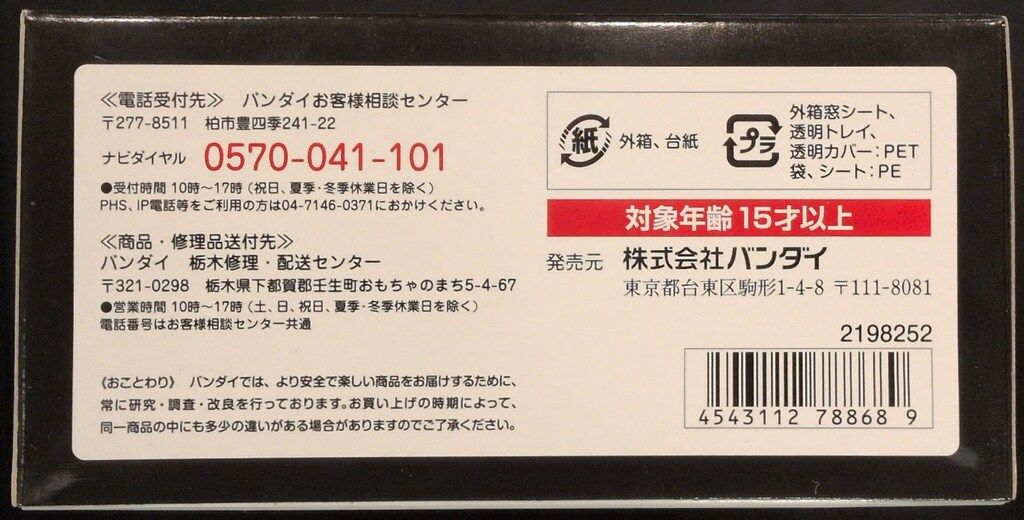 ≪電話受付先≫ バンダイお客様相談センター
〒277-8511 柏市豊四季241-22
ナビダイヤル 0570-041-101
●受付時間 10時～17時（祝日、夏季・冬季休業日を除く）
PHS、IP電話等をご利用の方は04-7146-0371におかけください。
≪商品・修理品送付先≫
バンダイ 栃木修理・配送センター
〒321-0298 栃木県下都賀郡壬生町おもちゃのまち5-4-67
●営業時間 10時～17時（土、日、祝日、夏季・冬季休業日を除く）
電話番号はお客様相談センター共通
《おことわり》 バンダイでは、より安全で楽しい商品をお届けするために、
常に研究・調査・改良を行っております。お買い上げの時期によって、
同一商品の中にも多少の違いがある場合がありますのでご了承ください。
紙 外箱、台紙
プラ
外箱窓シート、
透明トレイ、
透明カバー：PET
袋、シート：PE
対象年齢15才以上
発売元 株式会社バンダイ
東京都台東区駒形1-4-8 〒111-8081
2198252
4543112 78868 9